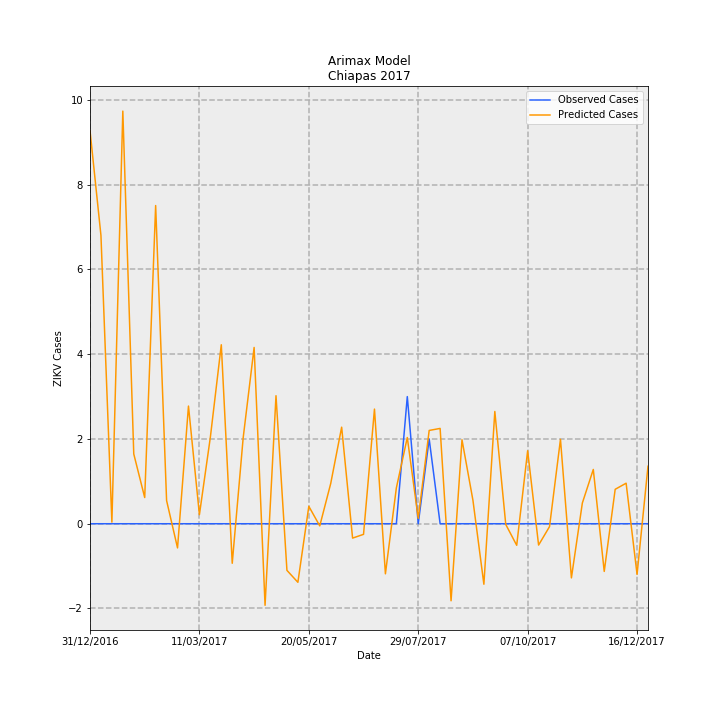 Arimax Model
Chiapas 2017
Observed Cases
Predicted Cases
ZIKV Cases
10
8
6
4
2
0
−2
31/12/2016
11/03/2017
20/05/2017
29/07/2017
07/10/2017
16/12/2017
Date